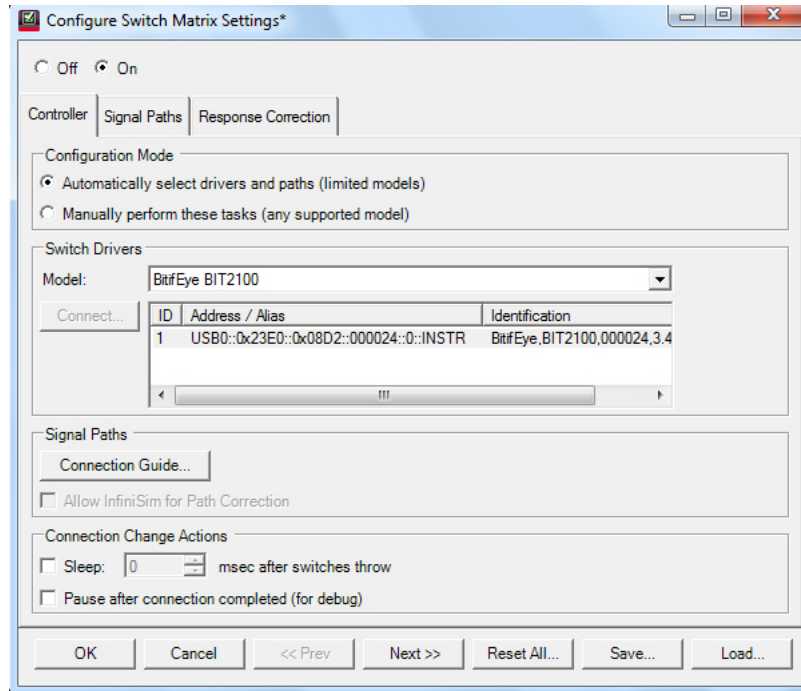 Configure Switch Matrix Settings*
Off On
Controller Signal Paths Response Correction
Configuration Mode
Automatically select drivers and paths (limited models)
Manually perform these tasks (any supported model)
Switch Drivers
Model: BitifEye BIT2100
Connect... ID Address / Alias Identification
1 USB0::0x23E0::0x08D2::000024::0::INSTR BitifEye,BIT2100,000024,3.4
Signal Paths
Connection Guide...
Allow InfiniSim for Path Correction
Connection Change Actions
Sleep: 0 msec after switches throw
Pause after connection completed (for debug)
OK Cancel << Prev Next >> Reset All... Save... Load...